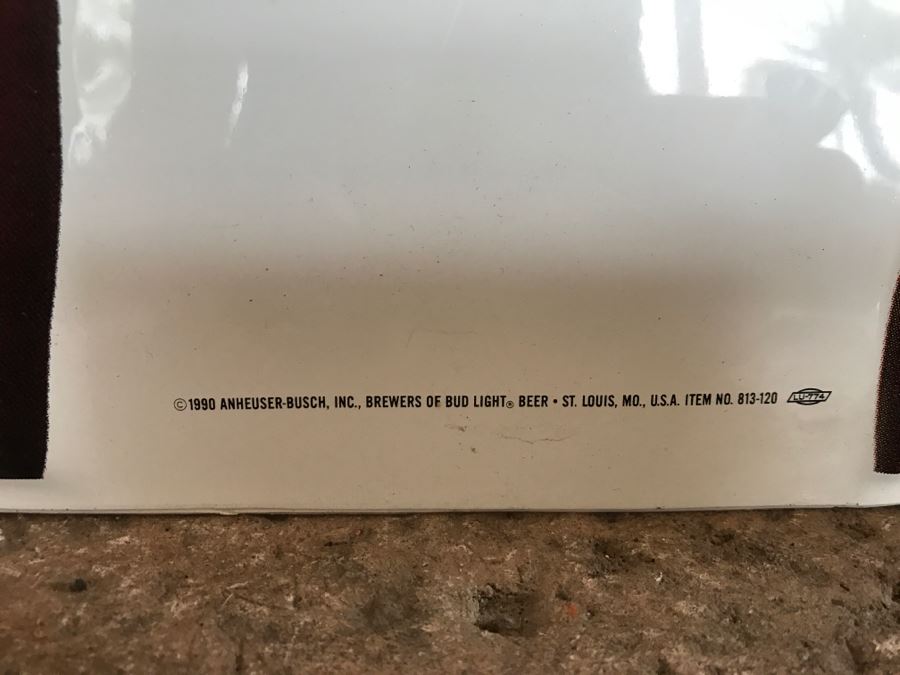 ©1990 ANHEUSER-BUSCH, INC., BREWERS OF BUD LIGHT® BEER • ST. LOUIS, MO., U.S.A. ITEM NO. 813-120 LU-774